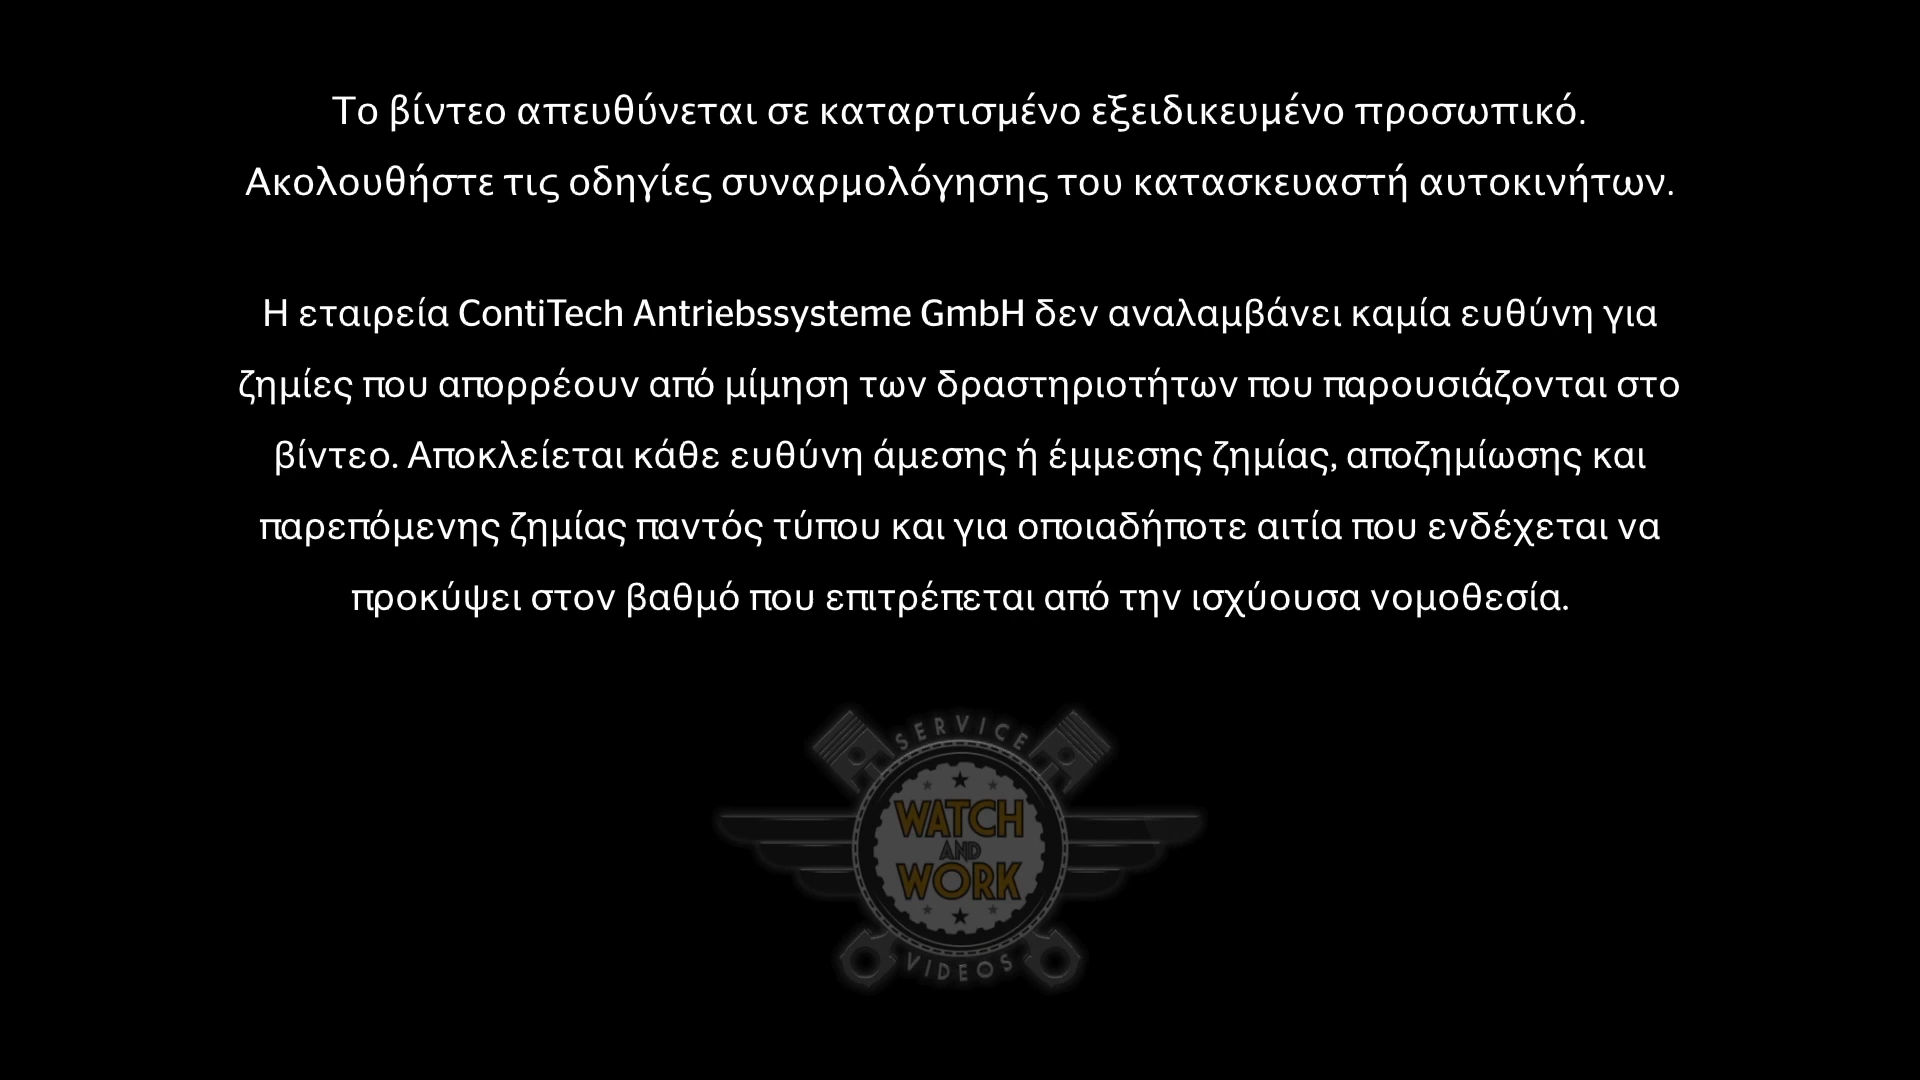 Το βίντεο απευθύνεται σε καταρτισμένο εξειδικευμένο προσωπικό.
Ακολουθήστε τις οδηγίες συναρμολόγησης του κατασκευαστή αυτοκινήτων.
Η εταιρεία ContiTech Antriebssysteme GmbH δεν αναλαμβάνει καμία ευθύνη για
ζημίες που απορρέουν από μίμηση των δραστηριοτήτων που παρουσιάζονται στο
βίντεο. Αποκλείεται κάθε ευθύνη άμεσης ή έμμεσης ζημίας, αποζημίωσης και
παρεπόμενης ζημίας παντός τύπου και για οποιαδήποτε αιτία που ενδέχεται να
προκύψει στον βαθμό που επιτρέπεται από την ισχύουσα νομοθεσία.
SERVICE
WATCH
AND
WORK
VIDEOS